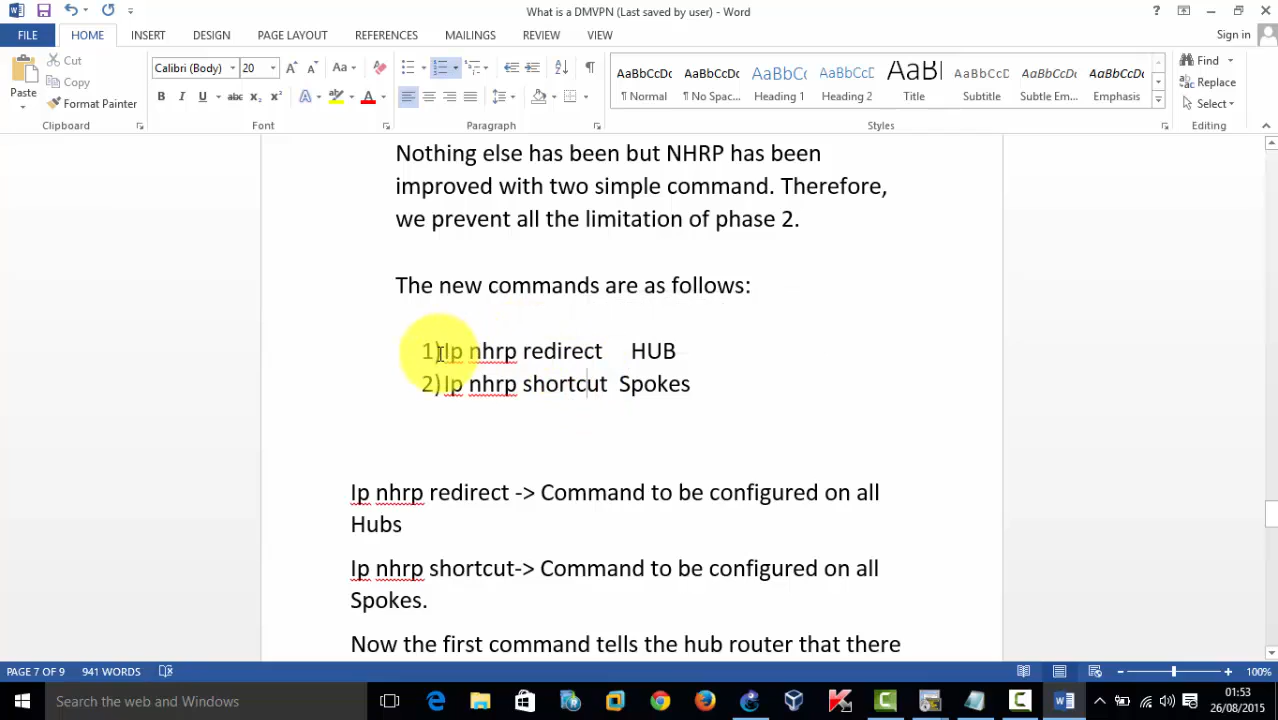 What is a DMVPN (Last saved by user) - Word
Sign in
FILE HOME INSERT DESIGN PAGE LAYOUT REFERENCES MAILINGS REVIEW VIEW
Paste
Cut
Copy
Format Painter
Clipboard
Calibri (Body) 20
Font
Paragraph
AaBbCcDc AaBbCcDc AaBbCc AaBbCcC AaBl AaBbCcD AaBbCcDc AaBbCcDc
¶ Normal ¶ No Spac... Heading 1 Heading 2 Title Subtitle Subtle Em... Emphasis
Styles
Find
Replace
Select
Editing
Nothing else has been but NHRP has been
improved with two simple command. Therefore,
we prevent all the limitation of phase 2.
The new commands are as follows:
1) Ip nhrp redirect HUB
2) Ip nhrp shortcut Spokes
Ip nhrp redirect -> Command to be configured on all
Hubs
Ip nhrp shortcut-> Command to be configured on all
Spokes.
Now the first command tells the hub router that there
PAGE 7 OF 9 941 WORDS
100%
Search the web and Windows
01:53
26/08/2015